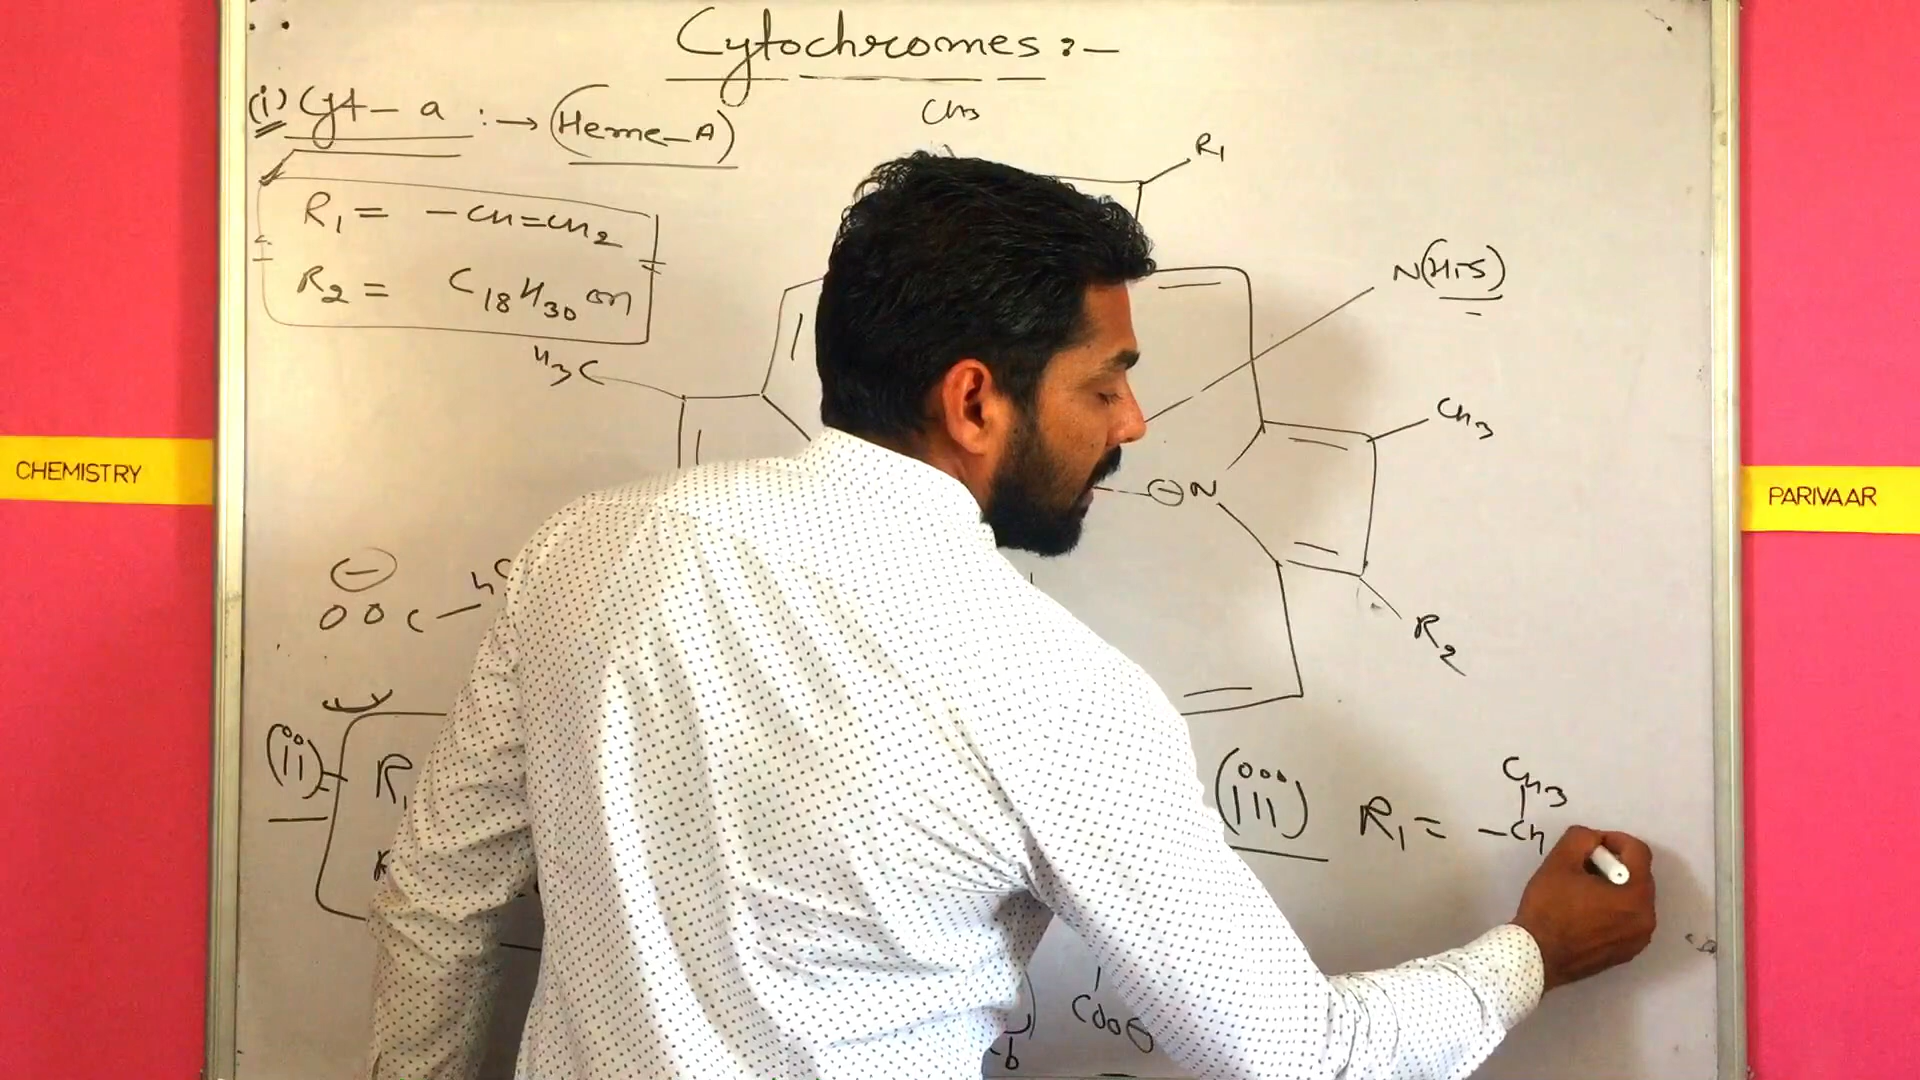 Cytochromes :-
(i) Cyt - a : → (Heme - A)
R1 = - CH=CH2
R2 = C18H30OH
CH3
R1
N(His)
H3C
CH3
⊖N
R2
⊖
OOC
(ii)
R
(iii) R1 = -CH
CH3
COO⊖
-b)
CHEMISTRY
PARIVAAR